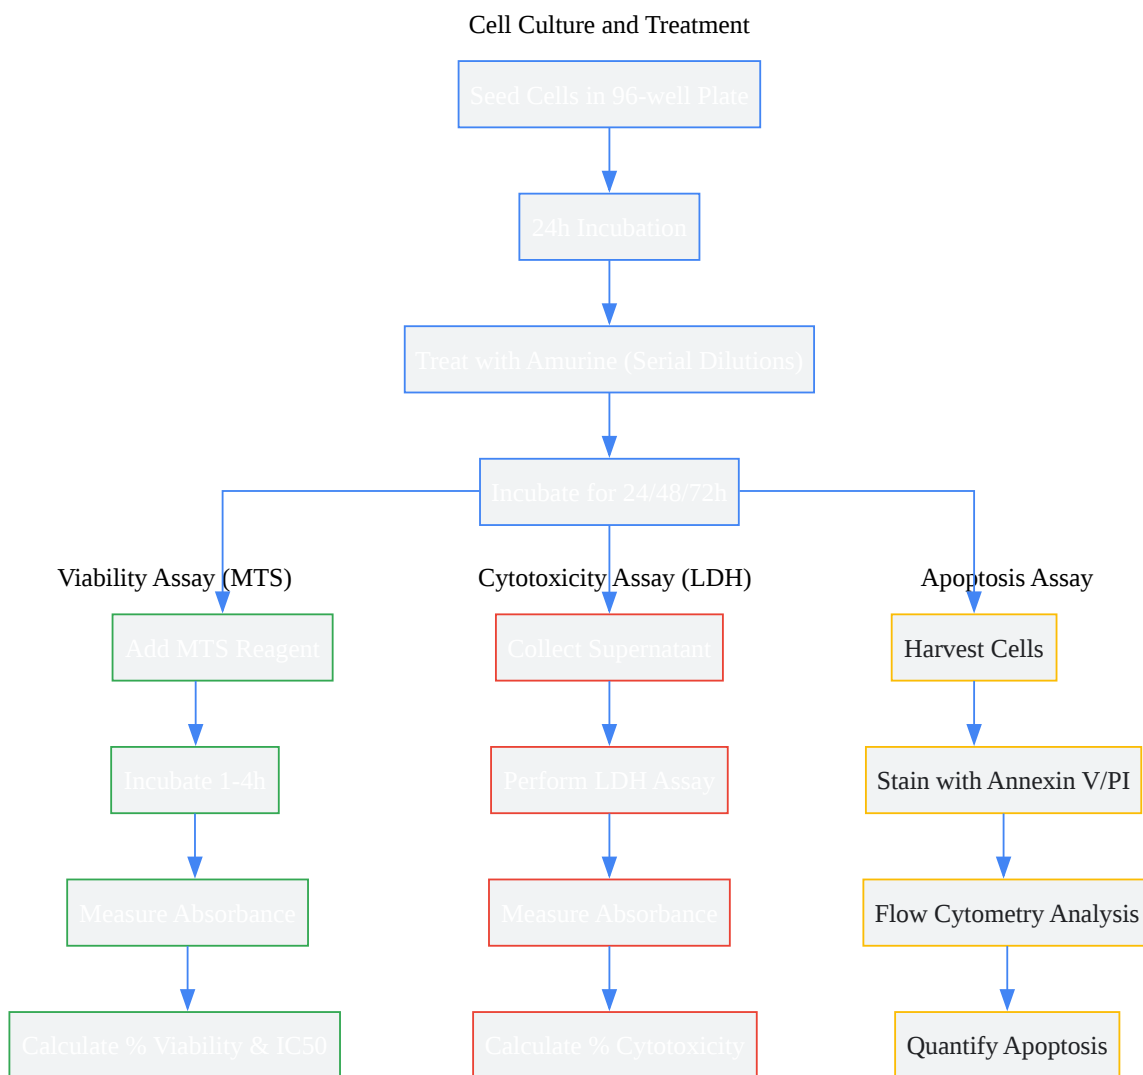 Cell Culture and Treatment
Seed Cells in 96-well Plate
24h Incubation
Treat with Amurine (Serial Dilutions)
Incubate for 24/48/72h
Viability Assay (MTS)
Add MTS Reagent
Incubate 1-4h
Measure Absorbance
Calculate % Viability & IC50
Cytotoxicity Assay (LDH)
Collect Supernatant
Perform LDH Assay
Measure Absorbance
Calculate % Cytotoxicity
Apoptosis Assay
Harvest Cells
Stain with Annexin V/PI
Flow Cytometry Analysis
Quantify Apoptosis